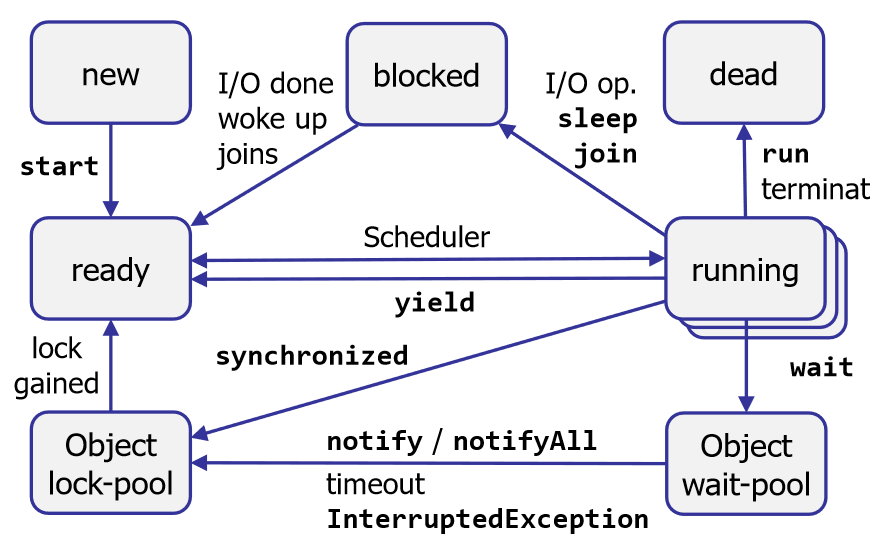 new
I/O done
woke up
joins
blocked
I/O op.
sleep
join
dead
start
run
terminat
ready
Scheduler
yield
running
lock
gained
synchronized
wait
Object
lock-pool
notify / notifyAll
timeout
InterruptedException
Object
wait-pool